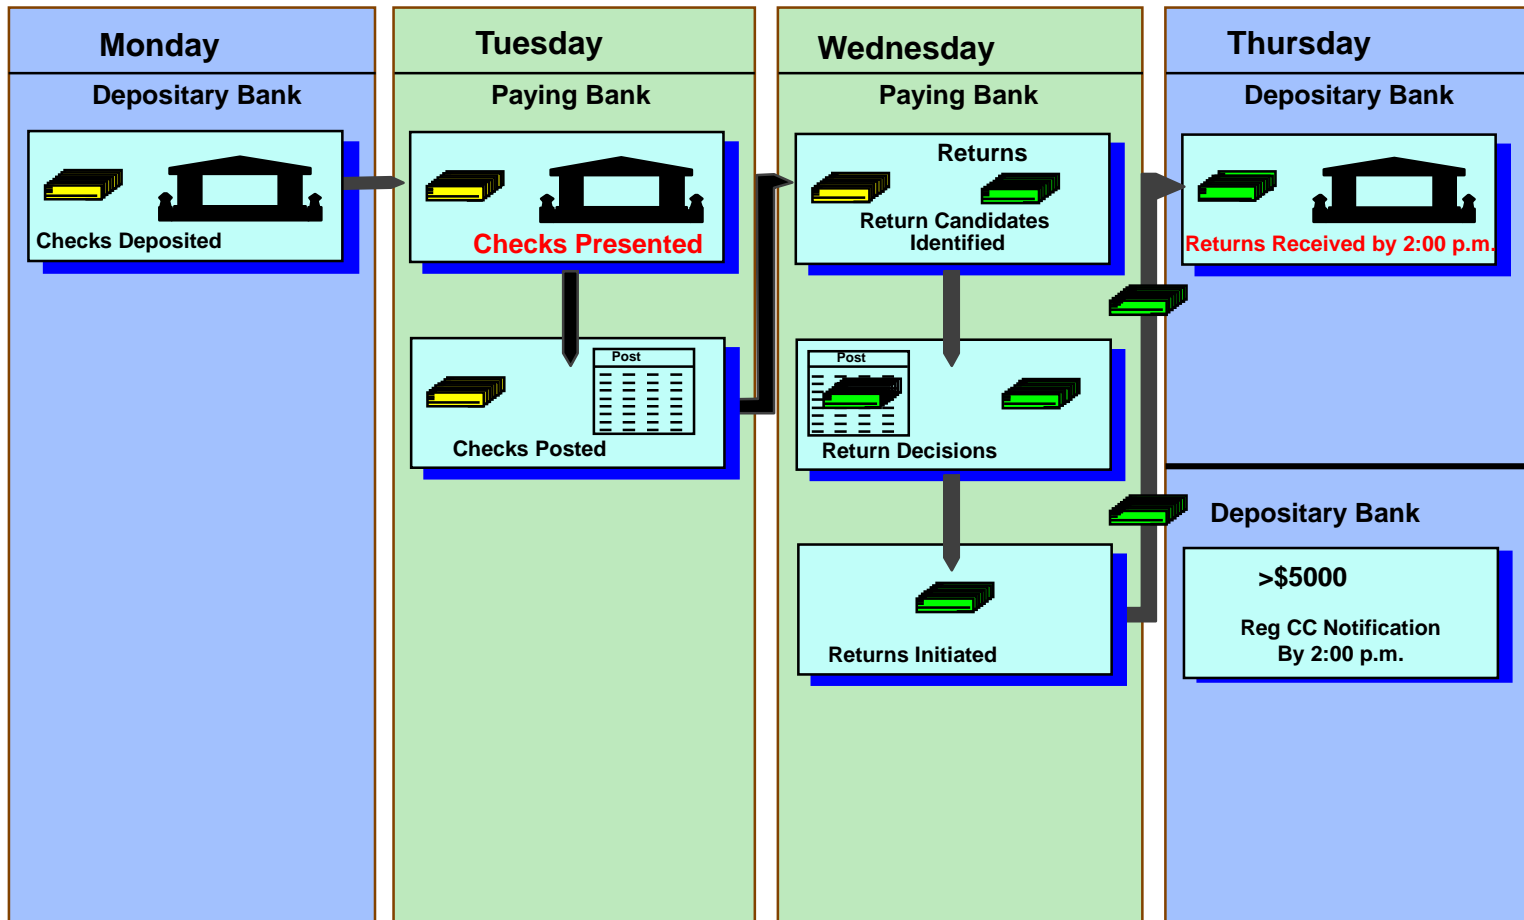 Monday
Depositary Bank
Checks Deposited
Tuesday
Paying Bank
Checks Presented
Post
Checks Posted
Wednesday
Paying Bank
Returns
Return Candidates
Identified
Post
Return Decisions
Returns Initiated
Thursday
Depositary Bank
Returns Received by 2:00 p.m.
Depositary Bank
>$5000
Reg CC Notification
By 2:00 p.m.